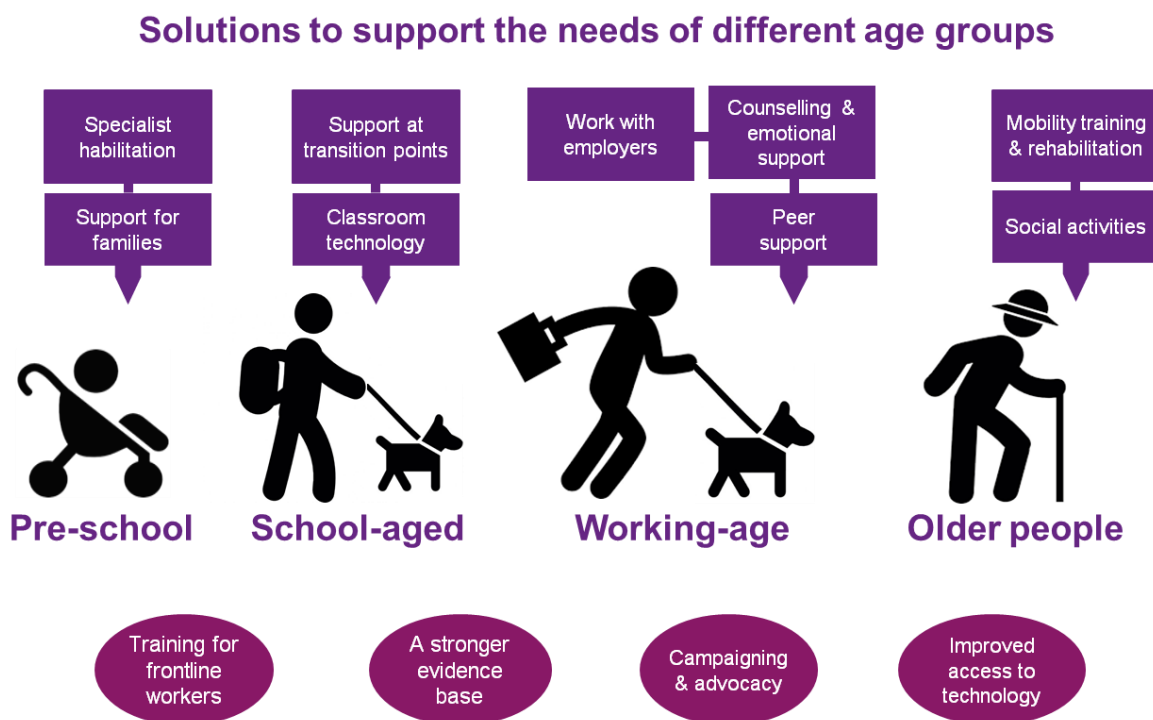 Solutions to support the needs of different age groups
Specialist
habilitation
Support for
families
Support at
transition points
Classroom
technology
Work with
employers
Counselling &
emotional
support
Peer
support
Mobility training
& rehabilitation
Social activities
Pre-school
School-aged
Working-age
Older people
Training for
frontline
workers
A stronger
evidence
base
Campaigning
& advocacy
Improved
access to
technology